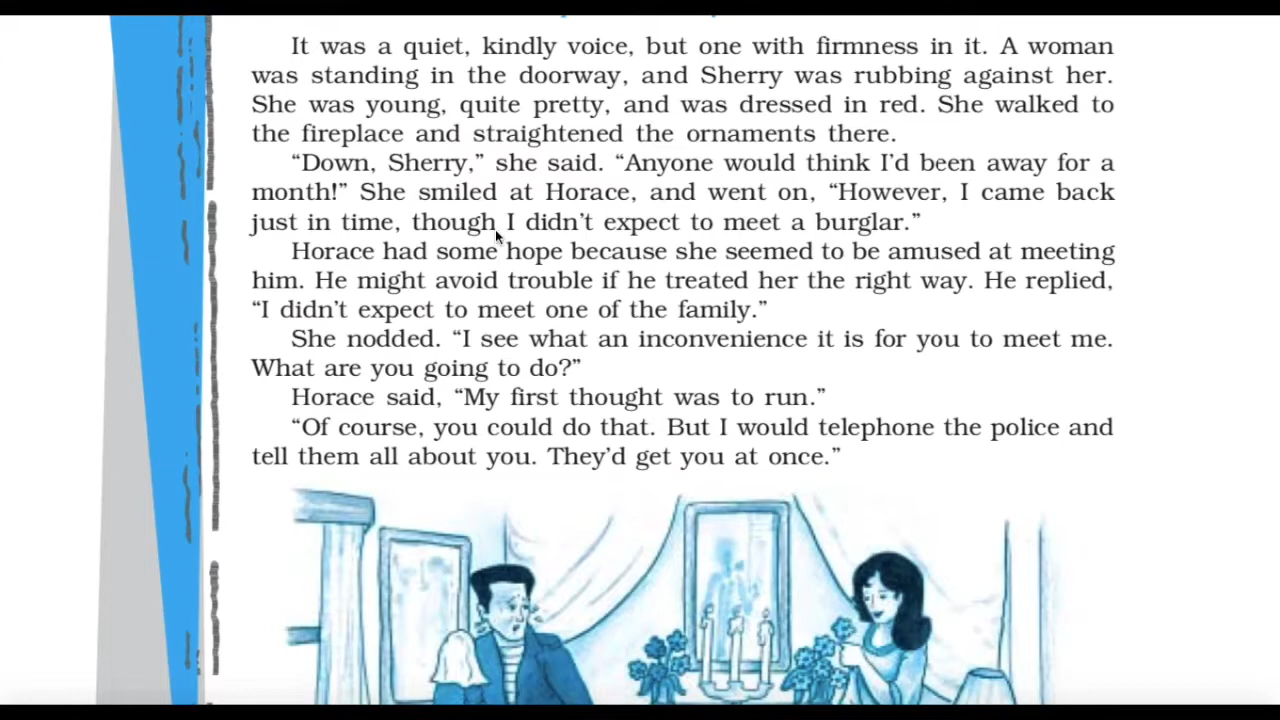 It was a quiet, kindly voice, but one with firmness in it. A woman
was standing in the doorway, and Sherry was rubbing against her.
She was young, quite pretty, and was dressed in red. She walked to
the fireplace and straightened the ornaments there.
“Down, Sherry,” she said. “Anyone would think I’d been away for a
month!” She smiled at Horace, and went on, “However, I came back
just in time, though I didn’t expect to meet a burglar.”
Horace had some hope because she seemed to be amused at meeting
him. He might avoid trouble if he treated her the right way. He replied,
“I didn’t expect to meet one of the family.”
She nodded. “I see what an inconvenience it is for you to meet me.
What are you going to do?”
Horace said, “My first thought was to run.”
“Of course, you could do that. But I would telephone the police and
tell them all about you. They’d get you at once.”